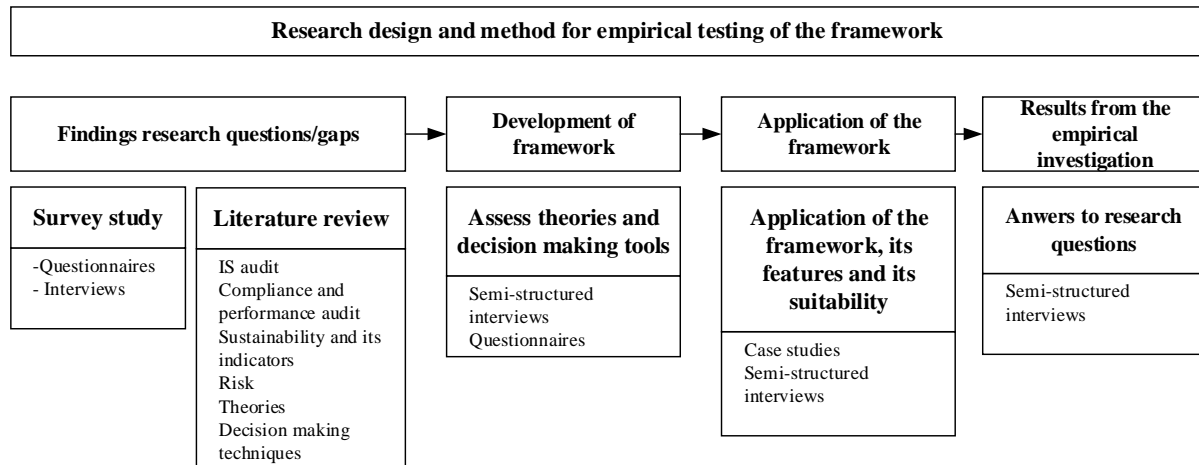 Research design and method for empirical testing of the framework
Findings research questions/gaps
Development of
framework
Application of the
framework
Results from the
empirical
investigation
Survey study
-Questionnaires
- Interviews
Literature review
IS audit
Compliance and
performance audit
Sustainability and its
indicators
Risk
Theories
Decision making
techniques
Assess theories and
decision making tools
Semi-structured
interviews
Questionnaires
Application of the
framework, its
features and its
suitability
Case studies
Semi-structured
interviews
Anwers to research
questions
Semi-structured
interviews